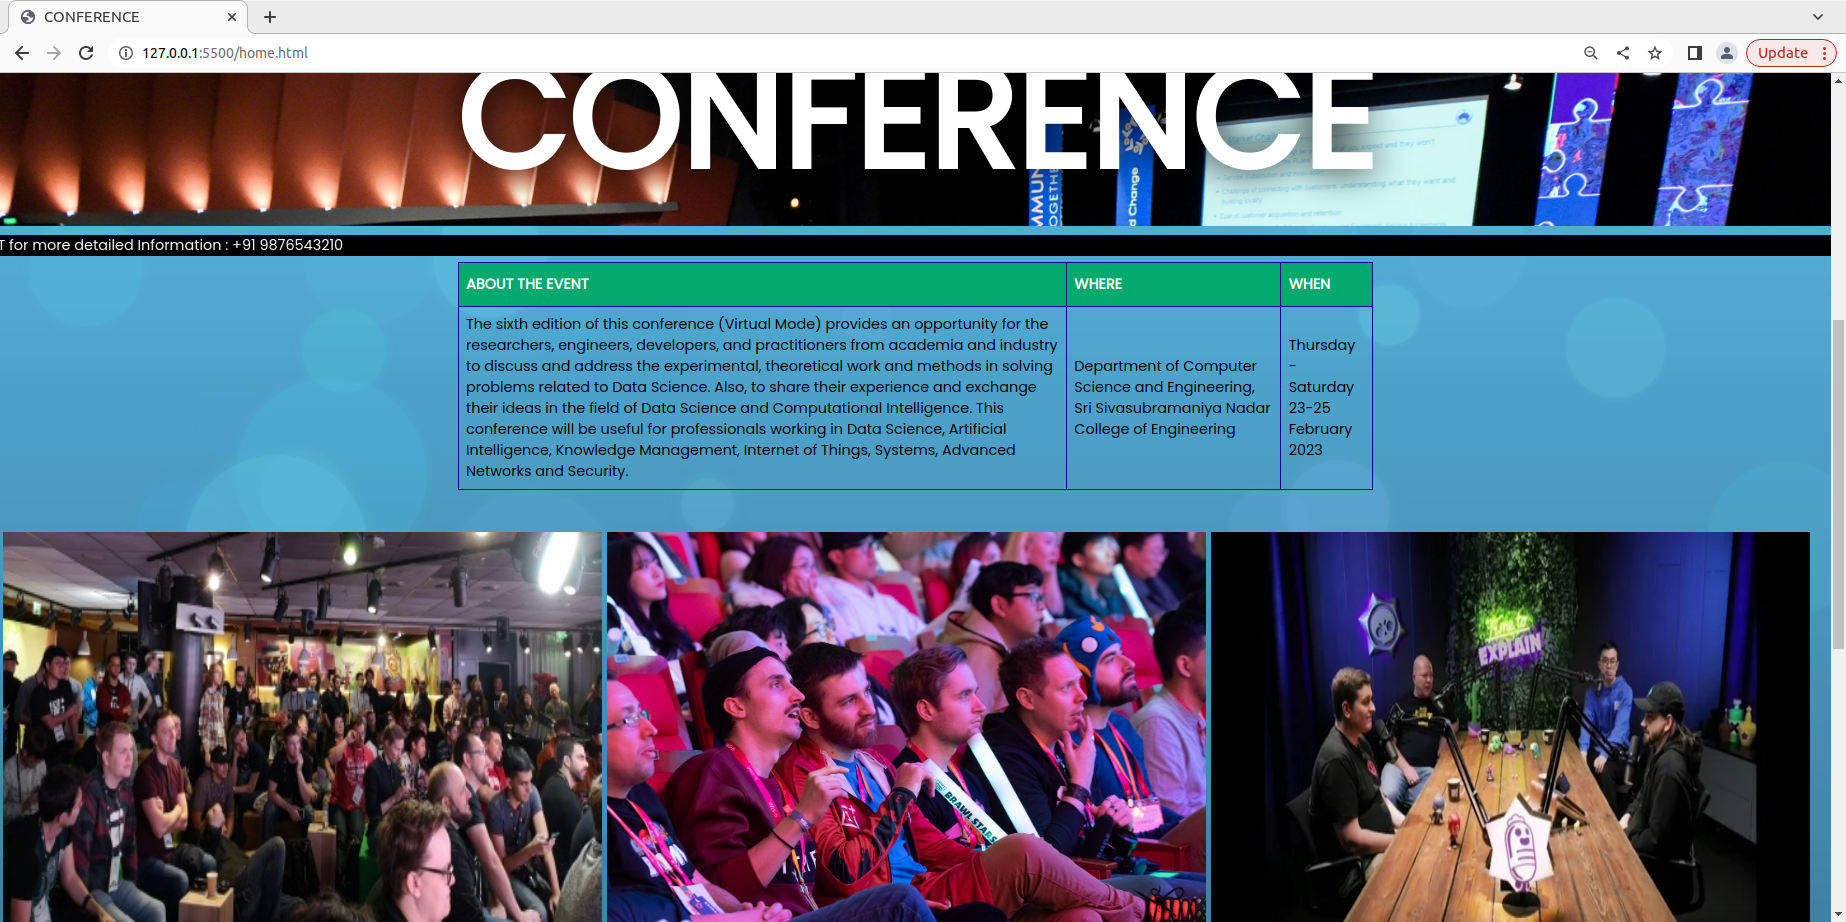 CONFERENCE
127.0.0.1:5500/home.html
Update
CONFERENCE
T for more detailed Information : +91 9876543210
ABOUT THE EVENT
WHERE
WHEN
The sixth edition of this conference (Virtual Mode) provides an opportunity for the
researchers, engineers, developers, and practitioners from academia and industry
to discuss and address the experimental, theoretical work and methods in solving
problems related to Data Science. Also, to share their experience and exchange
their ideas in the field of Data Science and Computational Intelligence. This
conference will be useful for professionals working in Data Science, Artificial
Intelligence, Knowledge Management, Internet of Things, Systems, Advanced
Networks and Security.
Department of Computer
Science and Engineering,
Sri Sivasubramaniya Nadar
College of Engineering
Thursday
-
Saturday
23-25
February
2023
BRAWL STARS
Time to
EXPLAIN